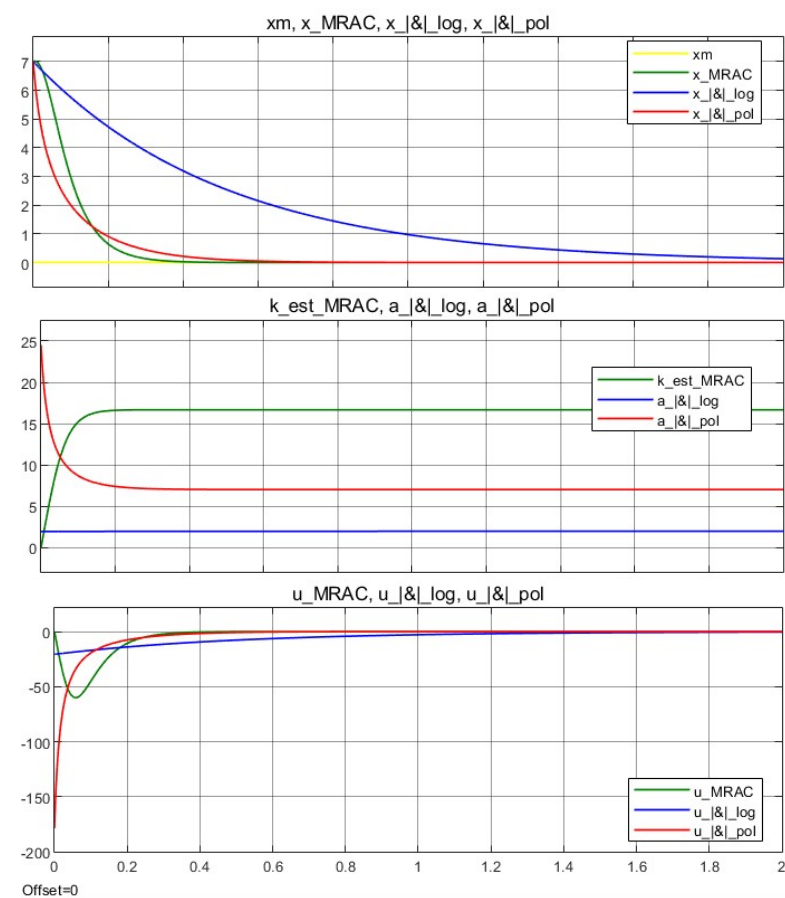 xm, x_MRAC, x_|&|_log, x_|&|_pol
7
6
5
4
3
2
1
0
xm
x_MRAC
x_|&|_log
x_|&|_pol
k_est_MRAC, a_|&|_log, a_|&|_pol
25
20
15
10
5
0
k_est_MRAC
a_|&|_log
a_|&|_pol
u_MRAC, u_|&|_log, u_|&|_pol
0
-50
-100
-150
-200
u_MRAC
u_|&|_log
u_|&|_pol
0 0.2 0.4 0.6 0.8 1 1.2 1.4 1.6 1.8 2
Offset=0